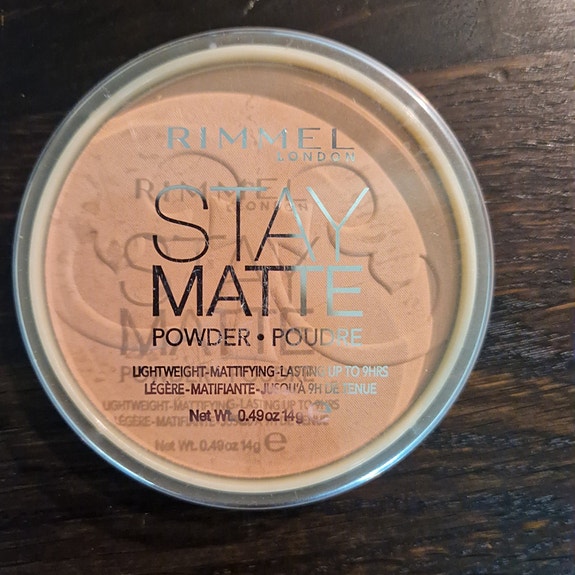 RIMMEL
LONDON
STAY
MATTE
POWDER • POUDRE
LIGHTWEIGHT-MATTIFYING-LASTING UP TO 9HRS
LÉGÈRE-MATIFIANTE-JUSQU'À 9H DE TENUE
Net Wt. 0.49oz 14g e